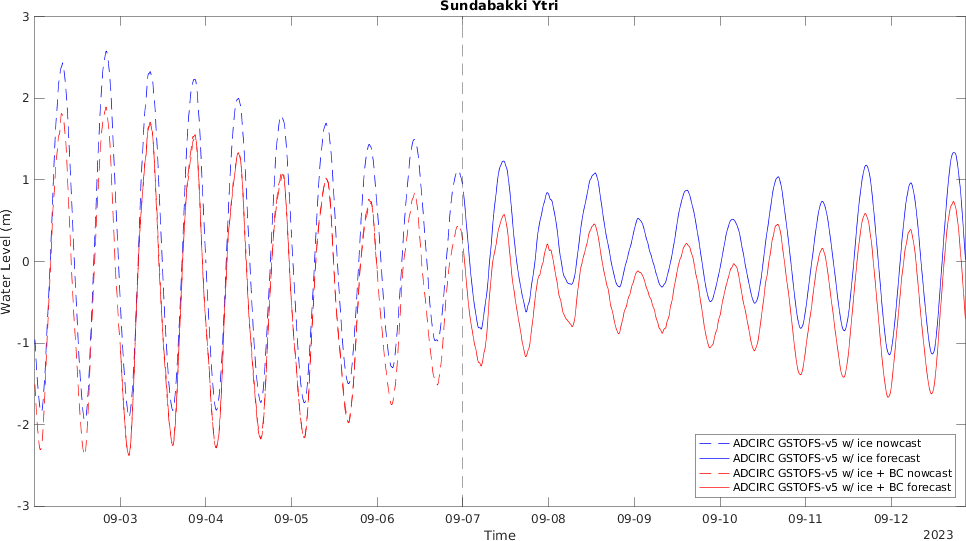 Sundabakki Ytri
3
2
1
0
-1
-2
-3
Water Level (m)
09-03 09-04 09-05 09-06 09-07 09-08 09-09 09-10 09-11 09-12
Time
2023
ADCIRC GSTOFS-v5 w/ ice nowcast
ADCIRC GSTOFS-v5 w/ ice forecast
ADCIRC GSTOFS-v5 w/ ice + BC nowcast
ADCIRC GSTOFS-v5 w/ ice + BC forecast